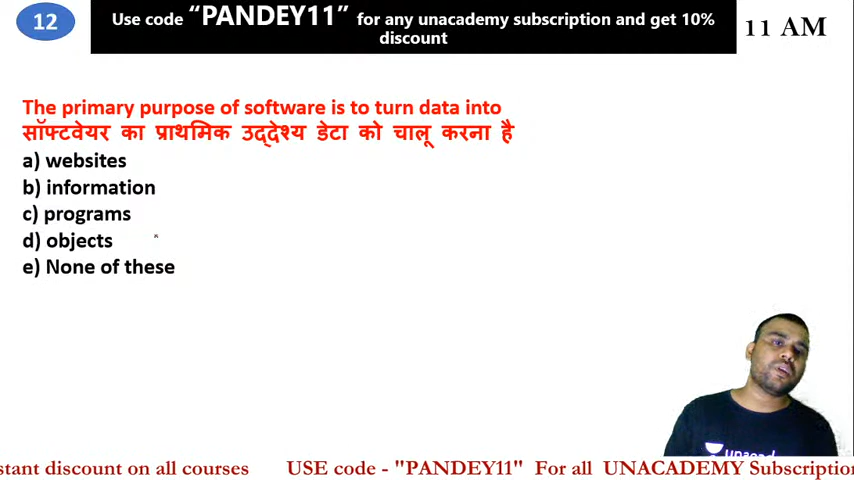 12
Use code “PANDEY11” for any unacademy subscription and get 10%
discount
11 AM
The primary purpose of software is to turn data into
सॉफ्टवेयर का प्राथमिक उद्देश्य डेटा को चालू करना है
a) websites
b) information
c) programs
d) objects
e) None of these
unacad
stant discount on all courses USE code - "PANDEY11" For all UNACADEMY Subscription